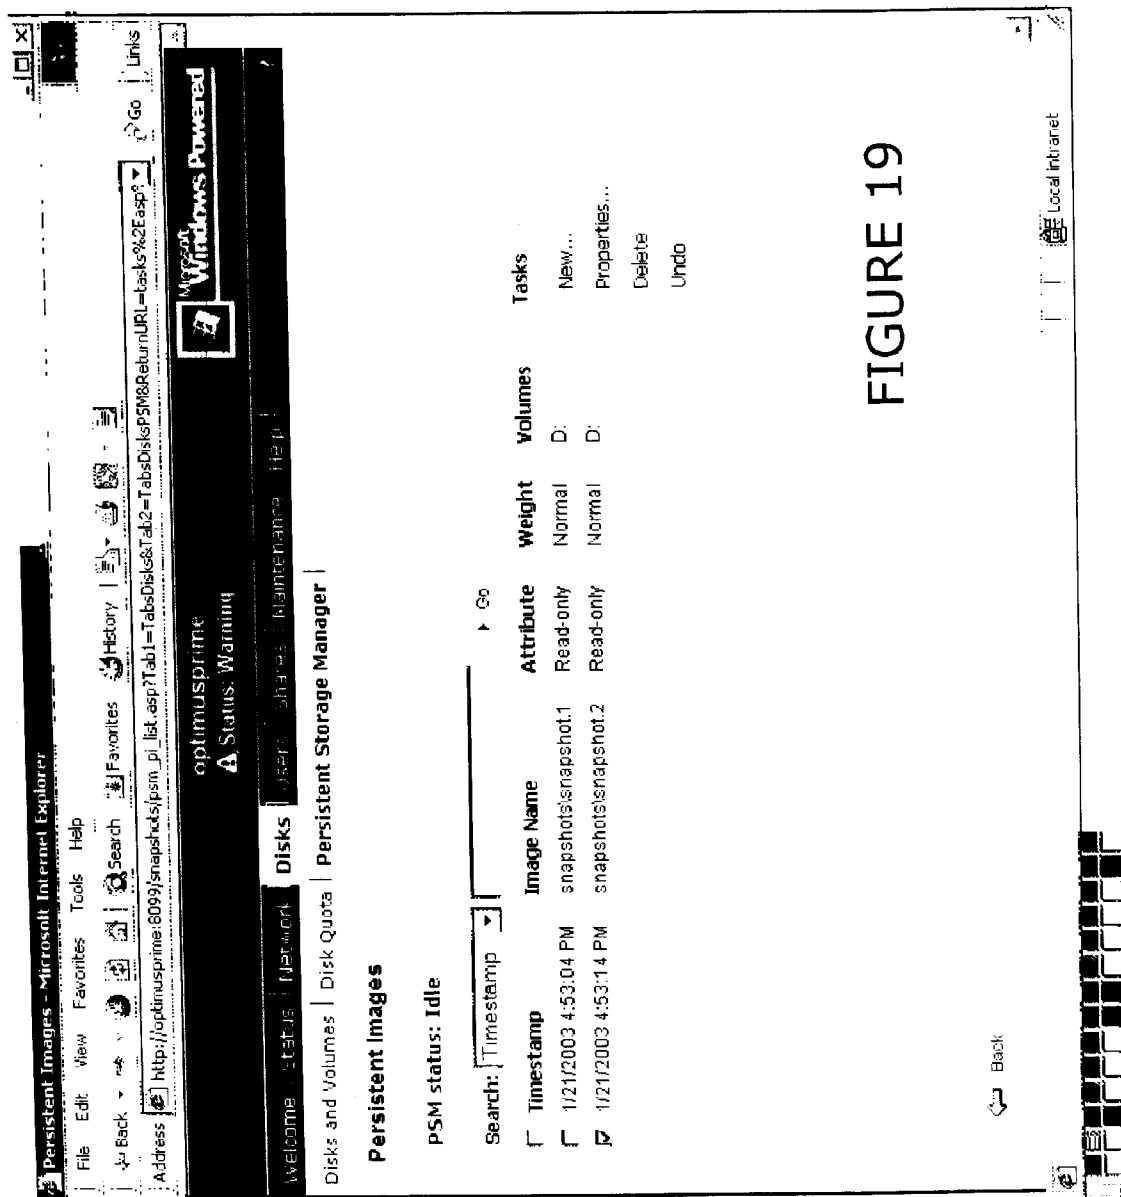 Persistent Images - Microsoft Internet Explorer
File Edit View Favorites Tools Help
Back Search Favorites History
Address http://optimusprime:8099/snapshots/psm_pi_list.asp?Tab1=TabsDisks&Tab2=TabsDisksPSM&ReturnURL=tasks%2Easp? Go Links
optimusprime
Status: Warning
Microsoft
Windows Powered
Welcome Status Network Disks Users Shares Maintenance Help ?
Disks and Volumes | Disk Quota | Persistent Storage Manager |
Persistent Images
PSM status: Idle
Search: Timestamp Go
Timestamp Image Name Attribute Weight Volumes Tasks
1/21/2003 4:53:04 PM snapshots\snapshot.1 Read-only Normal D: New...
1/21/2003 4:53:14 PM snapshots\snapshot.2 Read-only Normal D: Properties...
Delete
Undo
FIGURE 19
Back
Local intranet